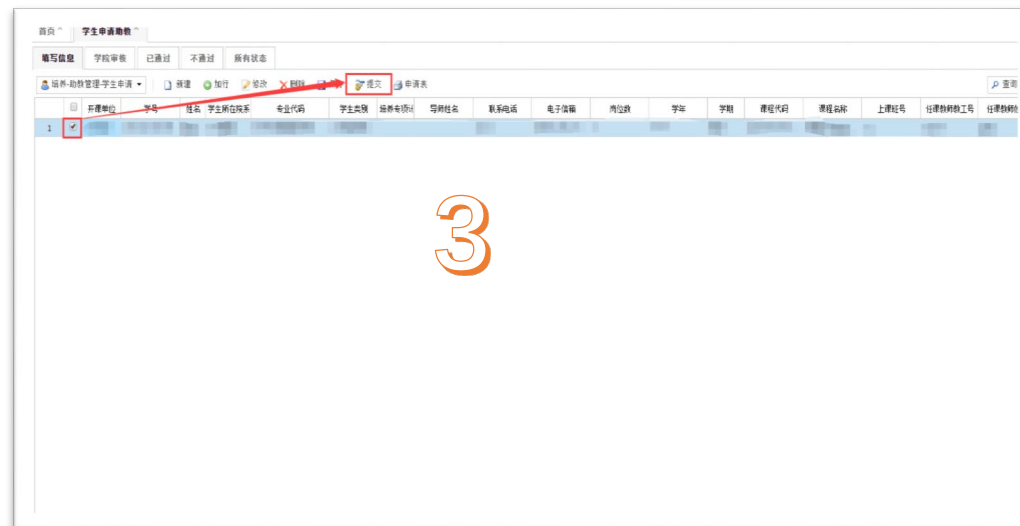 首页 学生申请助教
填写信息 学院审核 已通过 不通过 所有状态
培养-助教管理-学生申请 新建 加行 修改 删除 提交 申请表 查询
开课单位 学号 姓名 学生所在院系 专业代码 学生类别 培养专项计 导师姓名 联系电话 电子信箱 岗位数 学年 学期 课程代码 课程名称 上课班号 任课教师教工号 任课教师姓
1
3